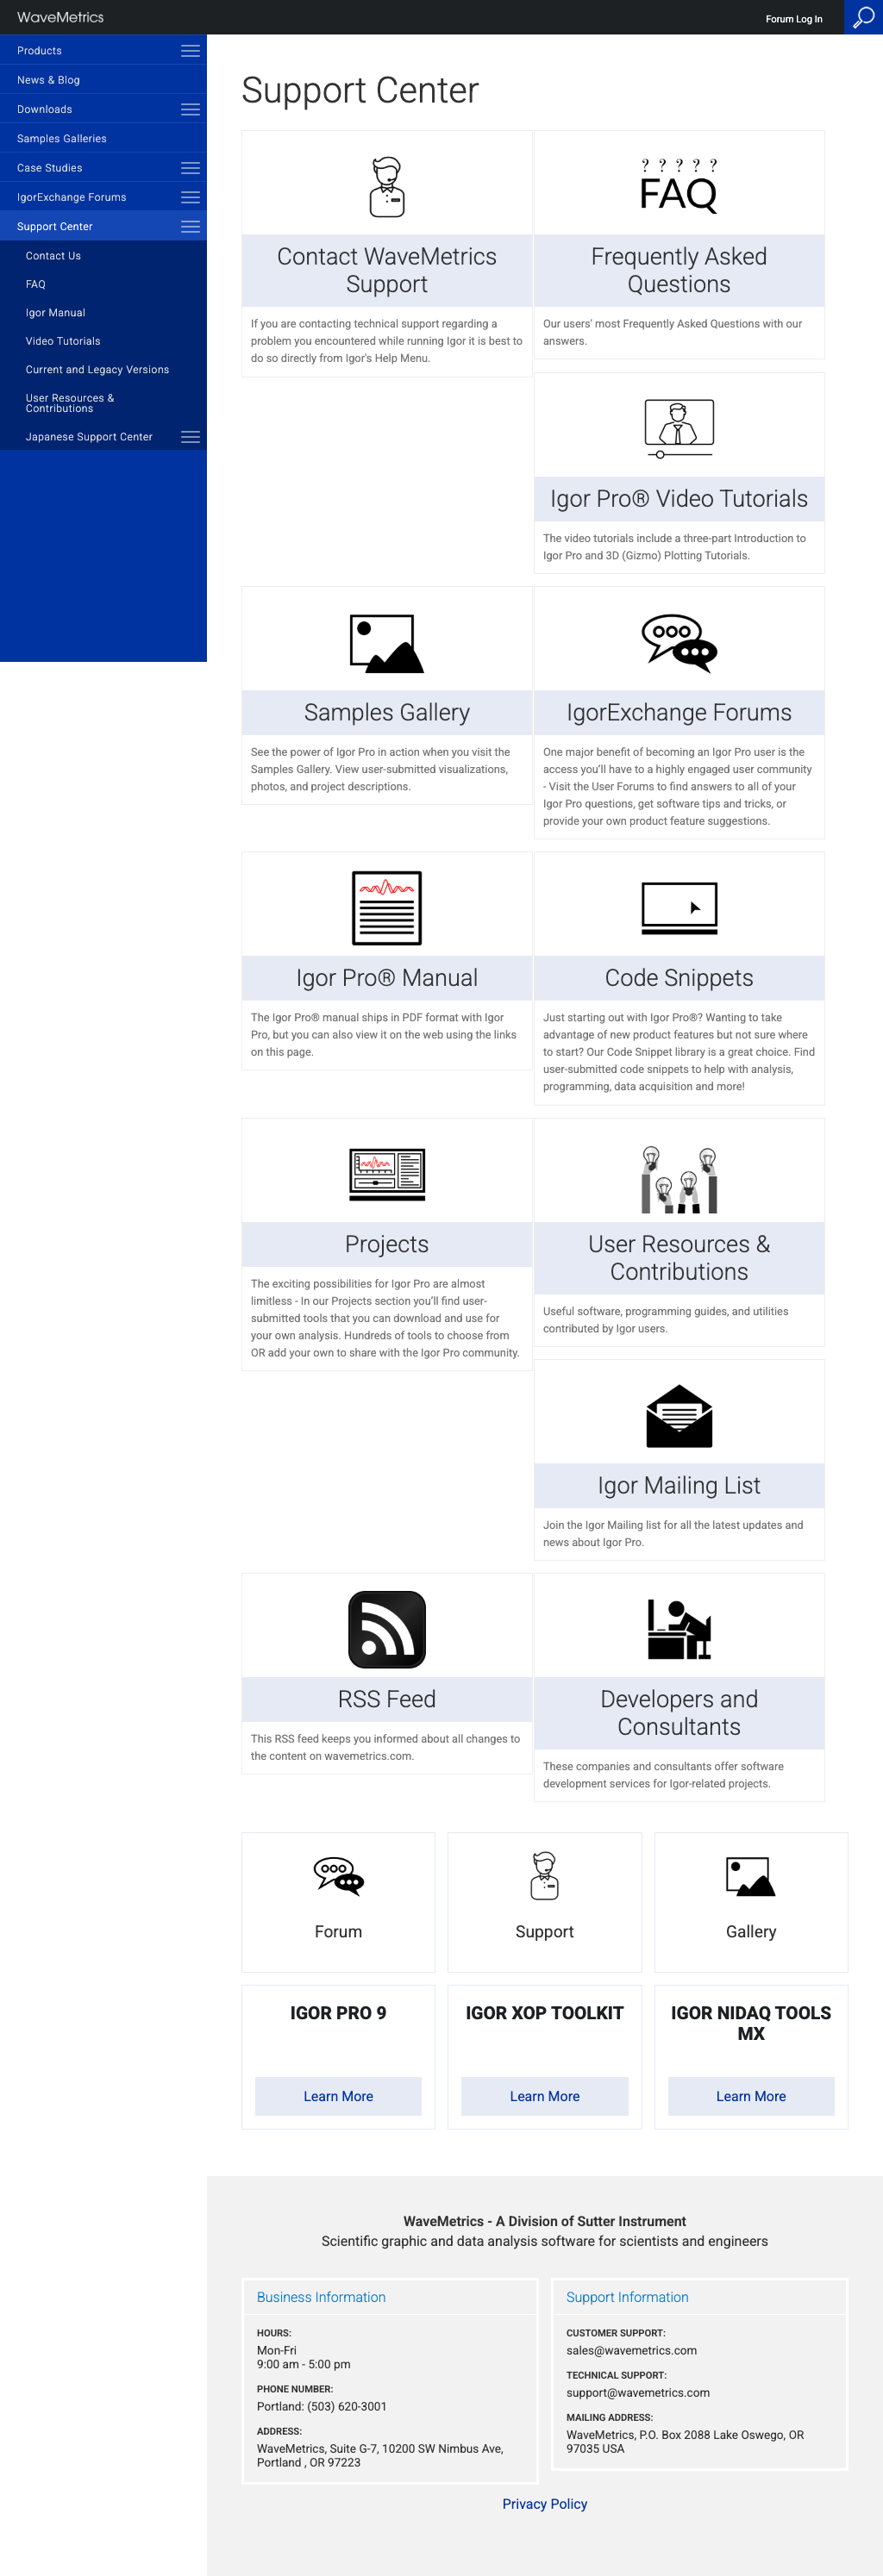 WaveMetrics
Forum Log In
Products
News & Blog
Downloads
Samples Galleries
Case Studies
IgorExchange Forums
Support Center
Contact Us
FAQ
Igor Manual
Video Tutorials
Current and Legacy Versions
User Resources &
Contributions
Japanese Support Center
Support Center
Contact WaveMetrics
Support
If you are contacting technical support regarding a
problem you encountered while running Igor it is best to
do so directly from Igor's Help Menu.
? ? ? ? ?
FAQ
Frequently Asked
Questions
Our users' most Frequently Asked Questions with our
answers.
Igor Pro® Video Tutorials
The video tutorials include a three-part Introduction to
Igor Pro and 3D (Gizmo) Plotting Tutorials.
Samples Gallery
See the power of Igor Pro in action when you visit the
Samples Gallery. View user-submitted visualizations,
photos, and project descriptions.
IgorExchange Forums
One major benefit of becoming an Igor Pro user is the
access you'll have to a highly engaged user community
- Visit the User Forums to find answers to all of your
Igor Pro questions, get software tips and tricks, or
provide your own product feature suggestions.
Igor Pro® Manual
The Igor Pro® manual ships in PDF format with Igor
Pro, but you can also view it on the web using the links
on this page.
Code Snippets
Just starting out with Igor Pro®? Wanting to take
advantage of new product features but not sure where
to start? Our Code Snippet library is a great choice. Find
user-submitted code snippets to help with analysis,
programming, data acquisition and more!
Projects
The exciting possibilities for Igor Pro are almost
limitless - In our Projects section you'll find user-
submitted tools that you can download and use for
your own analysis. Hundreds of tools to choose from
OR add your own to share with the Igor Pro community.
User Resources &
Contributions
Useful software, programming guides, and utilities
contributed by Igor users.
Igor Mailing List
Join the Igor Mailing list for all the latest updates and
news about Igor Pro.
RSS Feed
This RSS feed keeps you informed about all changes to
the content on wavemetrics.com.
Developers and
Consultants
These companies and consultants offer software
development services for Igor-related projects.
Forum
Support
Gallery
IGOR PRO 9
Learn More
IGOR XOP TOOLKIT
Learn More
IGOR NIDAQ TOOLS
MX
Learn More
WaveMetrics - A Division of Sutter Instrument
Scientific graphic and data analysis software for scientists and engineers
Business Information
HOURS:
Mon-Fri
9:00 am - 5:00 pm
PHONE NUMBER:
Portland: (503) 620-3001
ADDRESS:
WaveMetrics, Suite G-7, 10200 SW Nimbus Ave,
Portland , OR 97223
Support Information
CUSTOMER SUPPORT:
sales@wavemetrics.com
TECHNICAL SUPPORT:
support@wavemetrics.com
MAILING ADDRESS:
WaveMetrics, P.O. Box 2088 Lake Oswego, OR
97035 USA
Privacy Policy